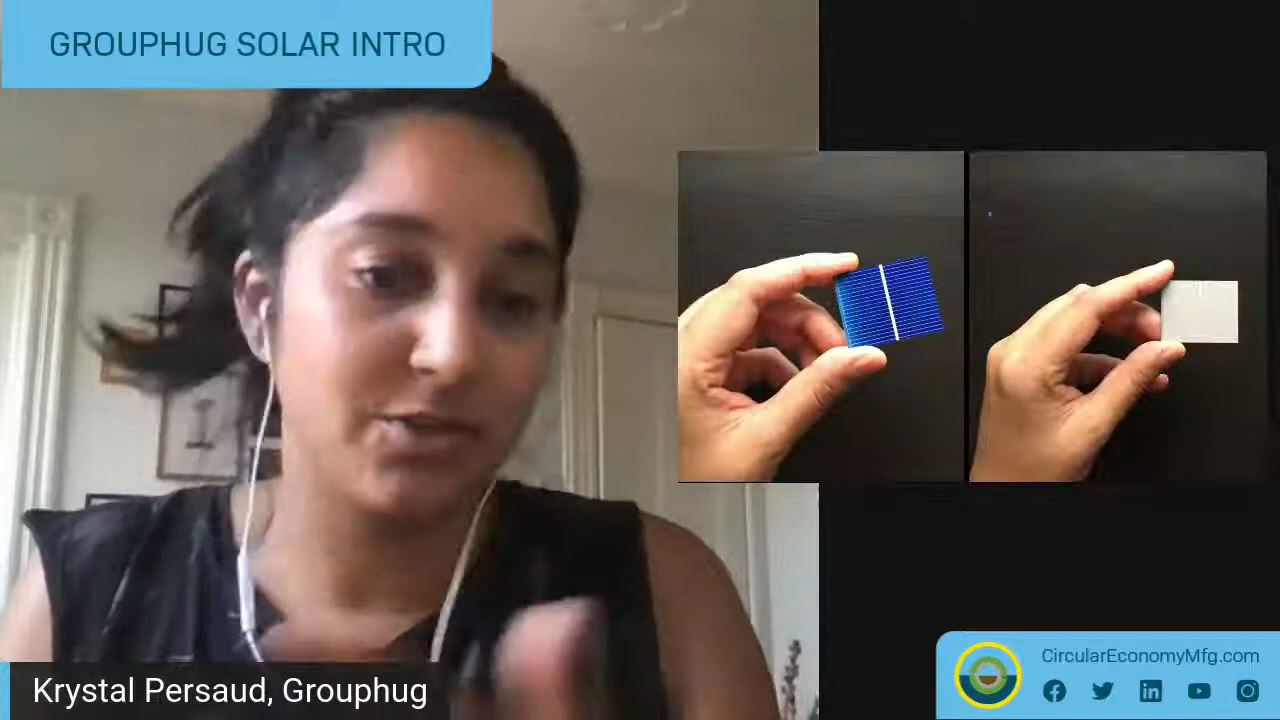 GROUPHUG SOLAR INTRO
Krystal Persaud, Grouphug
CircularEconomyMfg.com